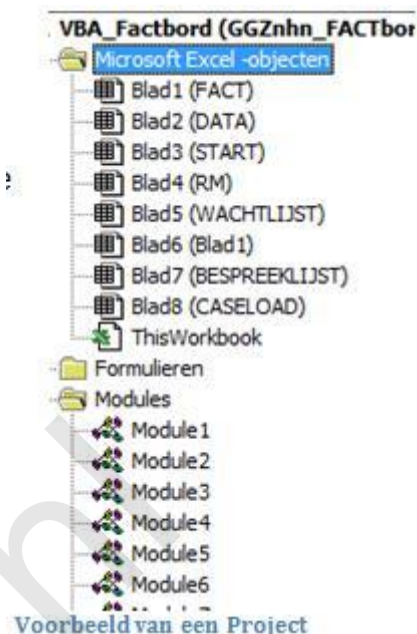 VBA_Factbord (GGZnhn_FACTbor
Microsoft Excel -objecten
Blad1 (FACT)
Blad2 (DATA)
Blad3 (START)
Blad4 (RM)
Blad5 (WACHTLIJST)
Blad6 (Blad1)
Blad7 (BESPREEKLIJST)
Blad8 (CASELOAD)
ThisWorkbook
Formulieren
Modules
Module1
Module2
Module3
Module4
Module5
Module6
Voorbeeld van een Project